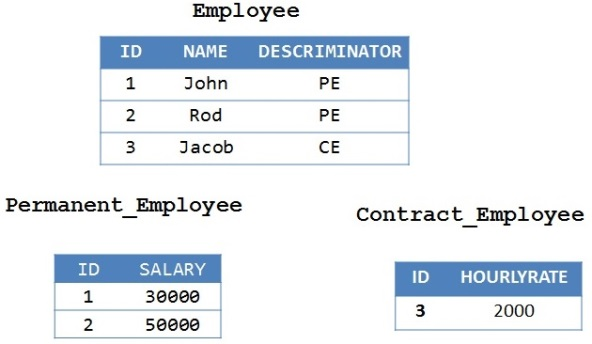 Employee
ID NAME DESCRIMINATOR
1 John PE
2 Rod PE
3 Jacob CE
Permanent_Employee
ID SALARY
1 30000
2 50000
Contract_Employee
ID HOURLYRATE
3 2000